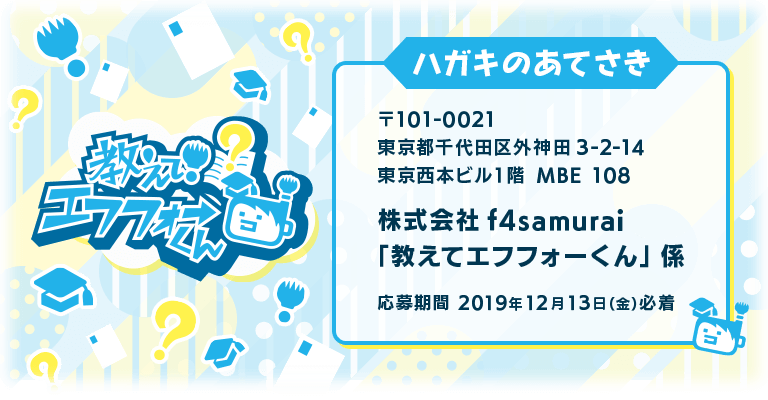 教えて!
エフフォーくん
ハガキのあてさき
〒101-0021
東京都千代田区外神田 3-2-14
東京西本ビル1階 MBE 108
株式会社 f4samurai
「教えてエフフォーくん」係
応募期間 2019年12月13日(金)必着